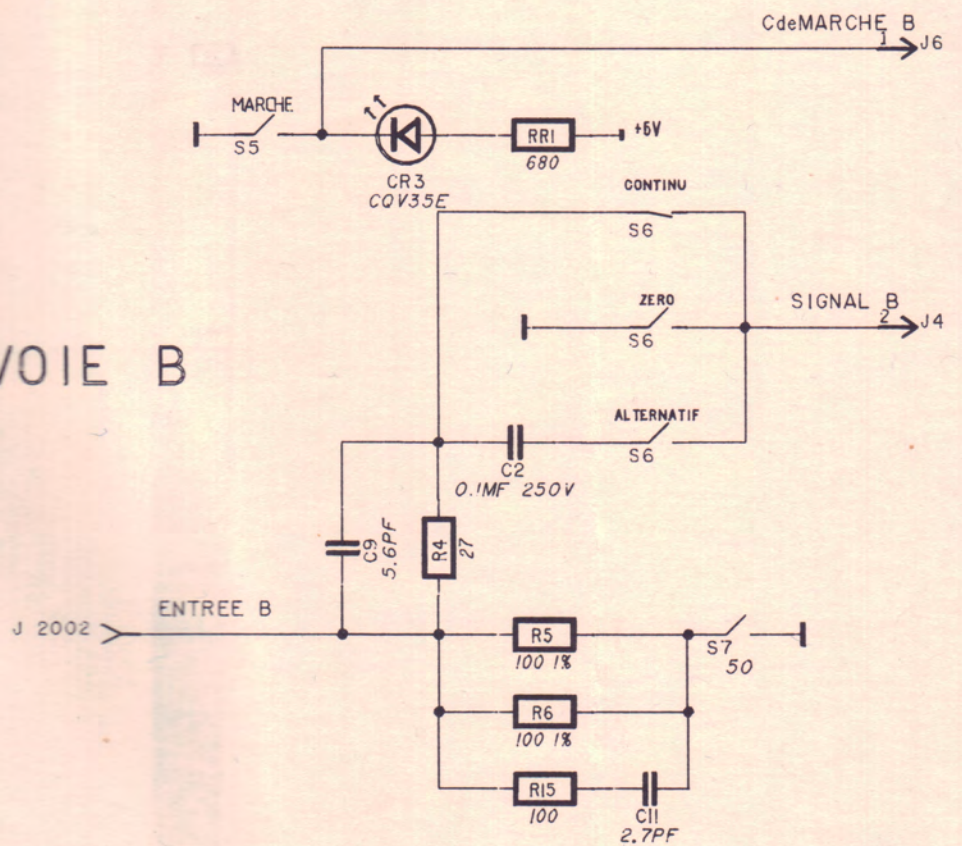 CdeMARCHE B
1 J6
MARCHE
S5
CR3
CQV35E
RR1
680
+5V
CONTINU
S6
ZERO
S6
SIGNAL B
2 J4
VOIE B
ALTERNATIF
S6
C2
0.1MF 250V
C9
5.6PF
R4
27
J 2002
ENTREE B
R5
100 1%
S7
50
R6
100 1%
R15
100
C11
2.7PF